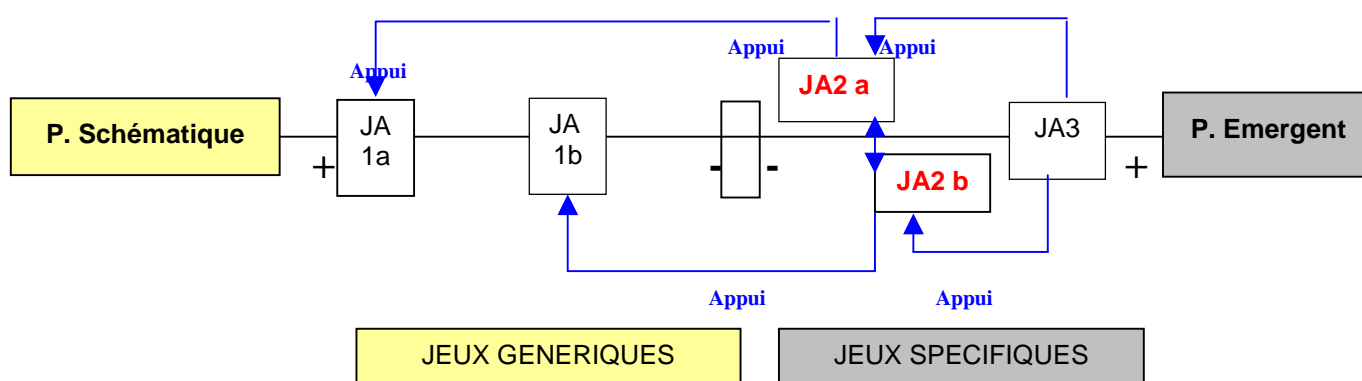 Appui
Appui
Appui
JA2 a
P. Schématique
JA
1a
JA
1b
JA3
P. Emergent
+
-
-
+
JA2 b
Appui
Appui
JEUX GENERIQUES
JEUX SPECIFIQUES